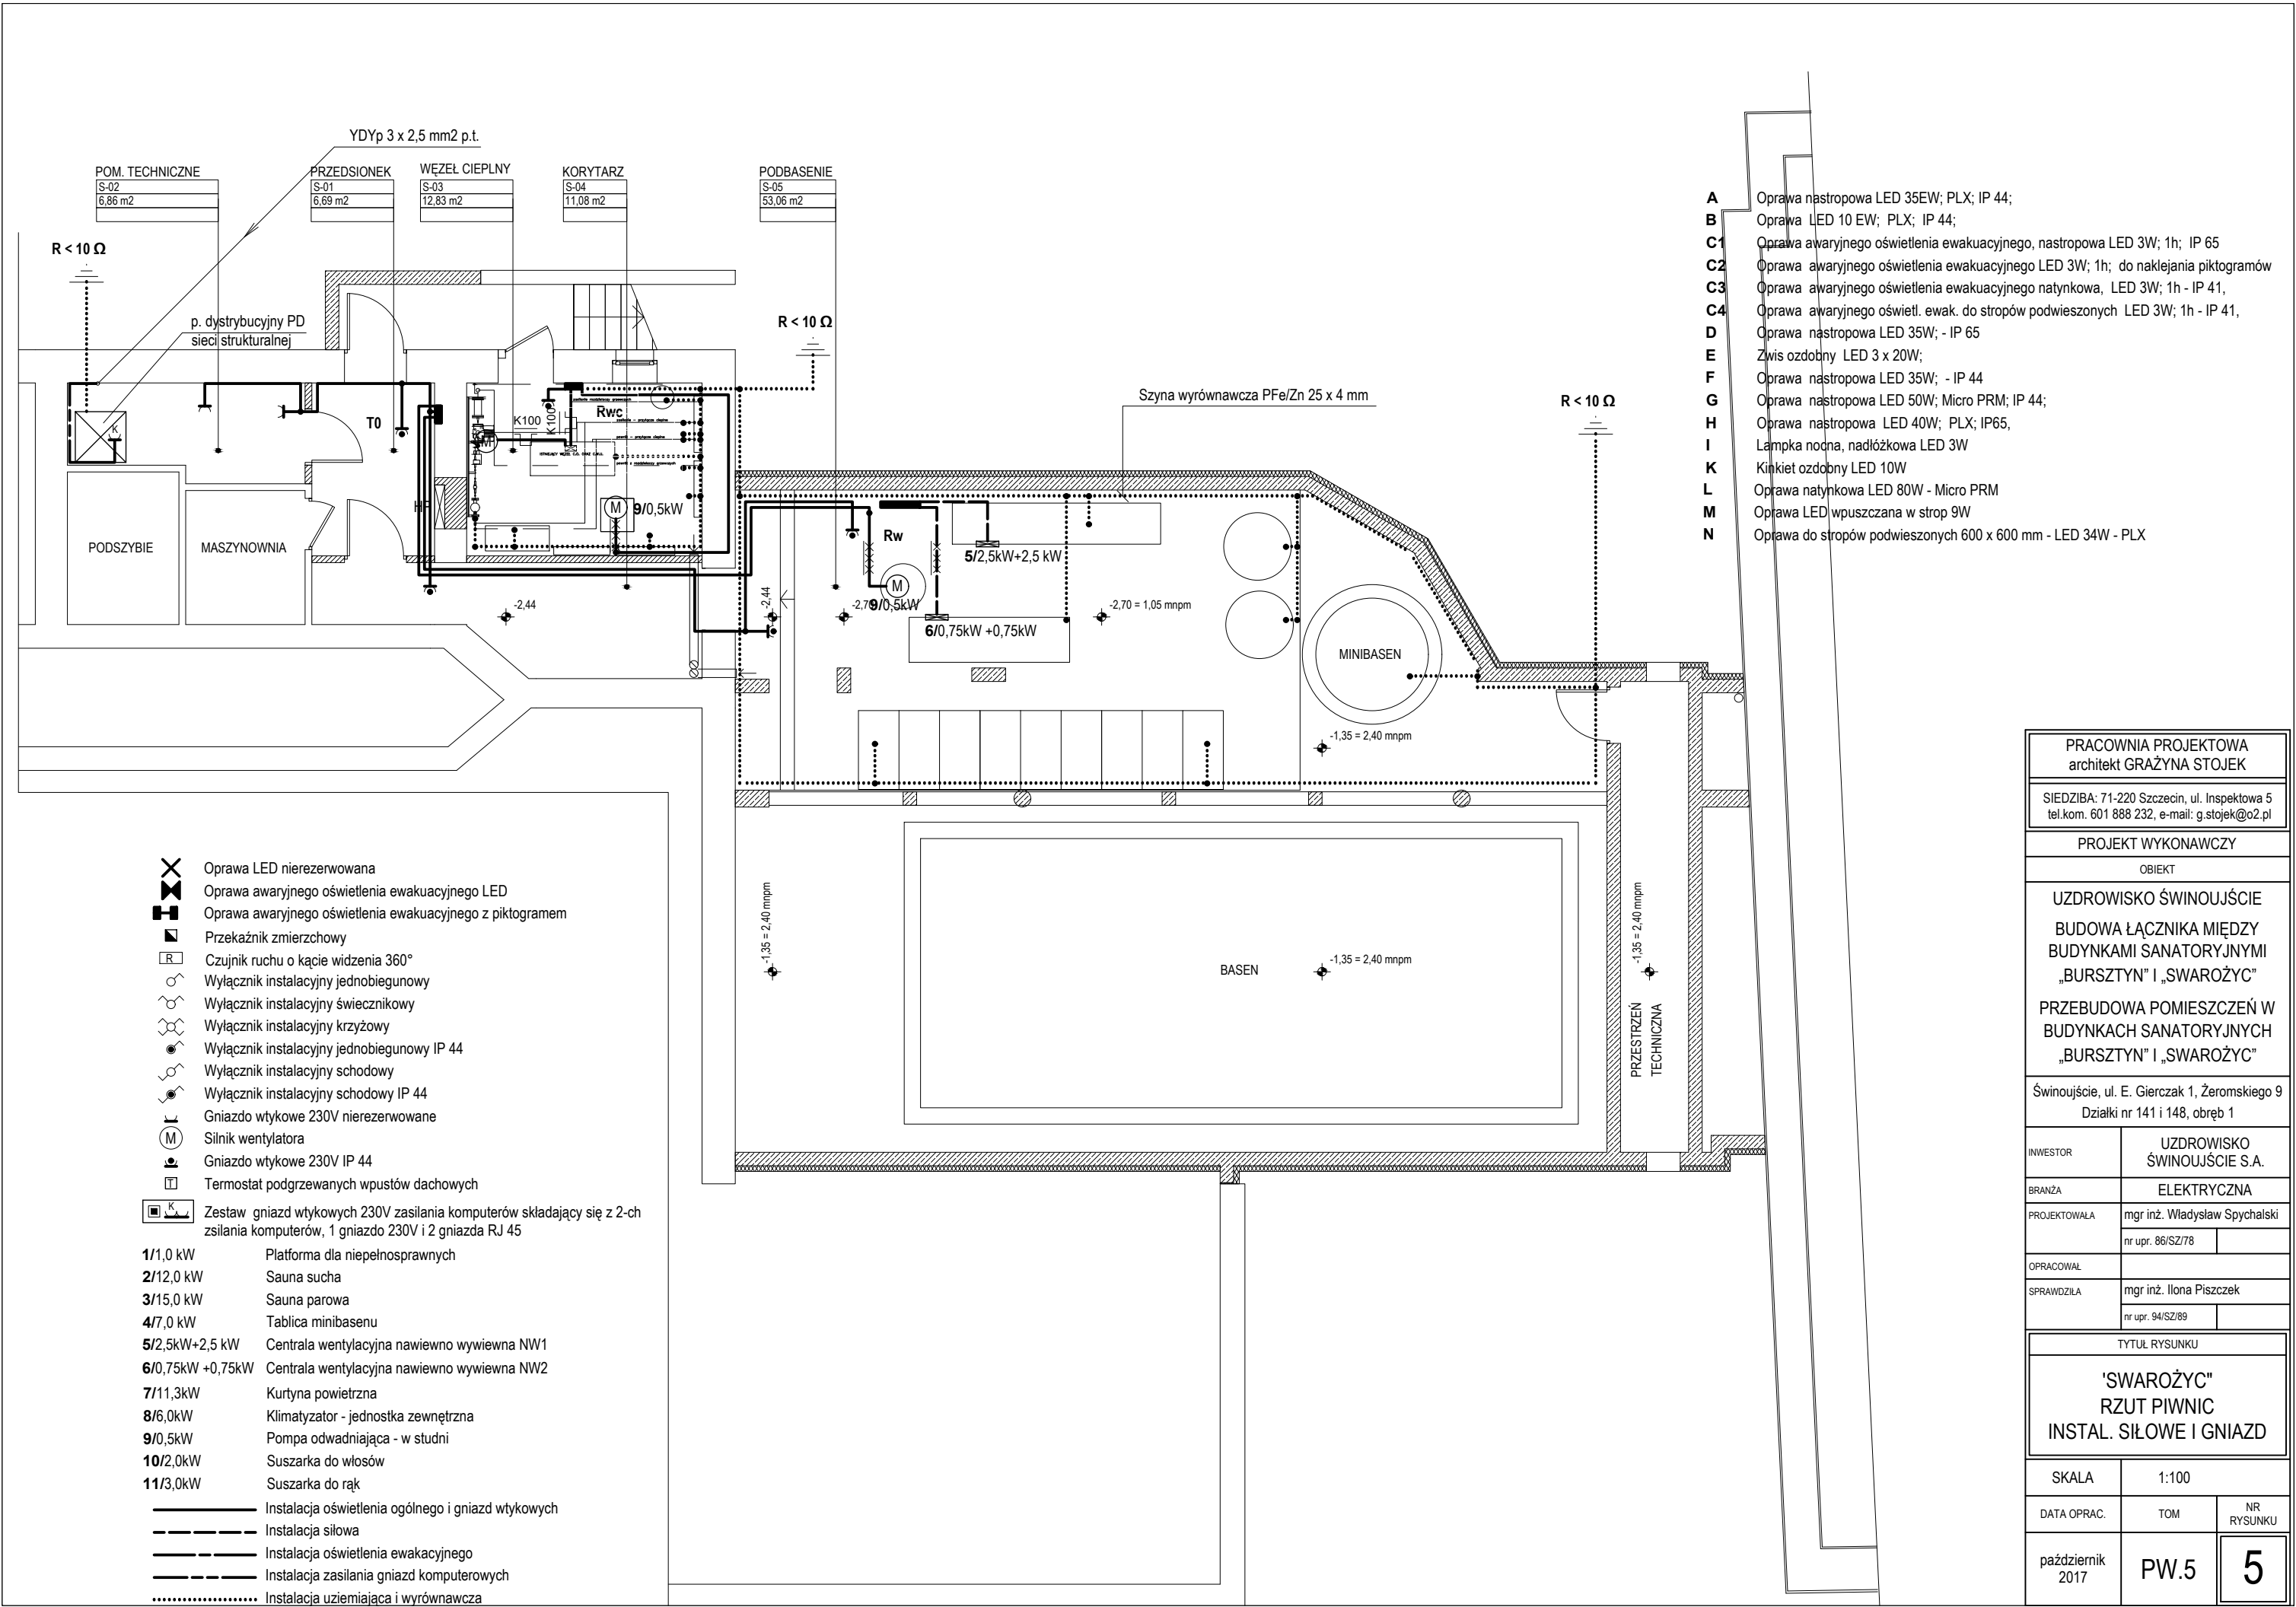 YDYp 3 x 2,5 mm2 p.t.
POM. TECHNICZNE
S-02
6,86 m2
PRZEDSIONEK
S-01
6,69 m2
WĘZEŁ CIEPLNY
S-03
12,83 m2
KORYTARZ
S-04
11,08 m2
PODBASENIE
S-05
53,06 m2
R < 10 Ω
p. dystrybucyjny PD
sieci strukturalnej
R < 10 Ω
Szyna wyrównawcza PFe/Zn 25 x 4 mm
R < 10 Ω
T0
K
K100
K100
Rwc
M
M
9/0,5kW
HP
PODSZYBIE
MASZYNOWNIA
Rw
5/2,5kW+2,5 kW
M
9/0,5kW
6/0,75kW +0,75kW
-2,44
-2,44
-2,70
-2,70 = 1,05 mnpm
MINIBASEN
-1,35 = 2,40 mnpm
-1,35 = 2,40 mnpm
BASEN
-1,35 = 2,40 mnpm
-1,35 = 2,40 mnpm
PRZESTRZEŃ
TECHNICZNA
A Oprawa nastropowa LED 35EW; PLX; IP 44;
B Oprawa LED 10 EW; PLX; IP 44;
C1 Oprawa awaryjnego oświetlenia ewakuacyjnego, nastropowa LED 3W; 1h; IP 65
C2 Oprawa awaryjnego oświetlenia ewakuacyjnego LED 3W; 1h; do naklejania piktogramów
C3 Oprawa awaryjnego oświetlenia ewakuacyjnego natynkowa, LED 3W; 1h - IP 41,
C4 Oprawa awaryjnego oświetl. ewak. do stropów podwieszonych LED 3W; 1h - IP 41,
D Oprawa nastropowa LED 35W; - IP 65
E Zwis ozdobny LED 3 x 20W;
F Oprawa nastropowa LED 35W; - IP 44
G Oprawa nastropowa LED 50W; Micro PRM; IP 44;
H Oprawa nastropowa LED 40W; PLX; IP65,
I Lampka nocna, nadłóżkowa LED 3W
K Kinkiet ozdobny LED 10W
L Oprawa natynkowa LED 80W - Micro PRM
M Oprawa LED wpuszczana w strop 9W
N Oprawa do stropów podwieszonych 600 x 600 mm - LED 34W - PLX
Oprawa LED nierezerwowana
Oprawa awaryjnego oświetlenia ewakuacyjnego LED
Oprawa awaryjnego oświetlenia ewakuacyjnego z piktogramem
Przekaźnik zmierzchowy
R Czujnik ruchu o kącie widzenia 360°
Wyłącznik instalacyjny jednobiegunowy
Wyłącznik instalacyjny świecznikowy
Wyłącznik instalacyjny krzyżowy
Wyłącznik instalacyjny jednobiegunowy IP 44
Wyłącznik instalacyjny schodowy
Wyłącznik instalacyjny schodowy IP 44
Gniazdo wtykowe 230V nierezerwowane
M Silnik wentylatora
Gniazdo wtykowe 230V IP 44
T Termostat podgrzewanych wpustów dachowych
K Zestaw gniazd wtykowych 230V zasilania komputerów składający się z 2-ch
zsilania komputerów, 1 gniazdo 230V i 2 gniazda RJ 45
1/1,0 kW Platforma dla niepełnosprawnych
2/12,0 kW Sauna sucha
3/15,0 kW Sauna parowa
4/7,0 kW Tablica minibasenu
5/2,5kW+2,5 kW Centrala wentylacyjna nawiewno wywiewna NW1
6/0,75kW +0,75kW Centrala wentylacyjna nawiewno wywiewna NW2
7/11,3kW Kurtyna powietrzna
8/6,0kW Klimatyzator - jednostka zewnętrzna
9/0,5kW Pompa odwadniająca - w studni
10/2,0kW Suszarka do włosów
11/3,0kW Suszarka do rąk
Instalacja oświetlenia ogólnego i gniazd wtykowych
Instalacja siłowa
Instalacja oświetlenia ewakacyjnego
Instalacja zasilania gniazd komputerowych
Instalacja uziemiająca i wyrównawcza
PRACOWNIA PROJEKTOWA
architekt GRAŻYNA STOJEK
SIEDZIBA: 71-220 Szczecin, ul. Inspektowa 5
tel.kom. 601 888 232, e-mail: g.stojek@o2.pl
PROJEKT WYKONAWCZY
OBIEKT
UZDROWISKO ŚWINOUJŚCIE
BUDOWA ŁĄCZNIKA MIĘDZY
BUDYNKAMI SANATORYJNYMI
„BURSZTYN” I „SWAROŻYC”
PRZEBUDOWA POMIESZCZEŃ W
BUDYNKACH SANATORYJNYCH
„BURSZTYN” I „SWAROŻYC”
Świnoujście, ul. E. Gierczak 1, Żeromskiego 9
Działki nr 141 i 148, obręb 1
INWESTOR
UZDROWISKO
ŚWINOUJŚCIE S.A.
BRANŻA
ELEKTRYCZNA
PROJEKTOWAŁA
mgr inż. Władysław Spychalski
nr upr. 86/SZ/78
OPRACOWAŁ
SPRAWDZIŁA
mgr inż. Ilona Piszczek
nr upr. 94/SZ/89
TYTUŁ RYSUNKU
'SWAROŻYC"
RZUT PIWNIC
INSTAL. SIŁOWE I GNIAZD
SKALA
1:100
DATA OPRAC.
TOM
NR
RYSUNKU
październik
2017
PW.5
5